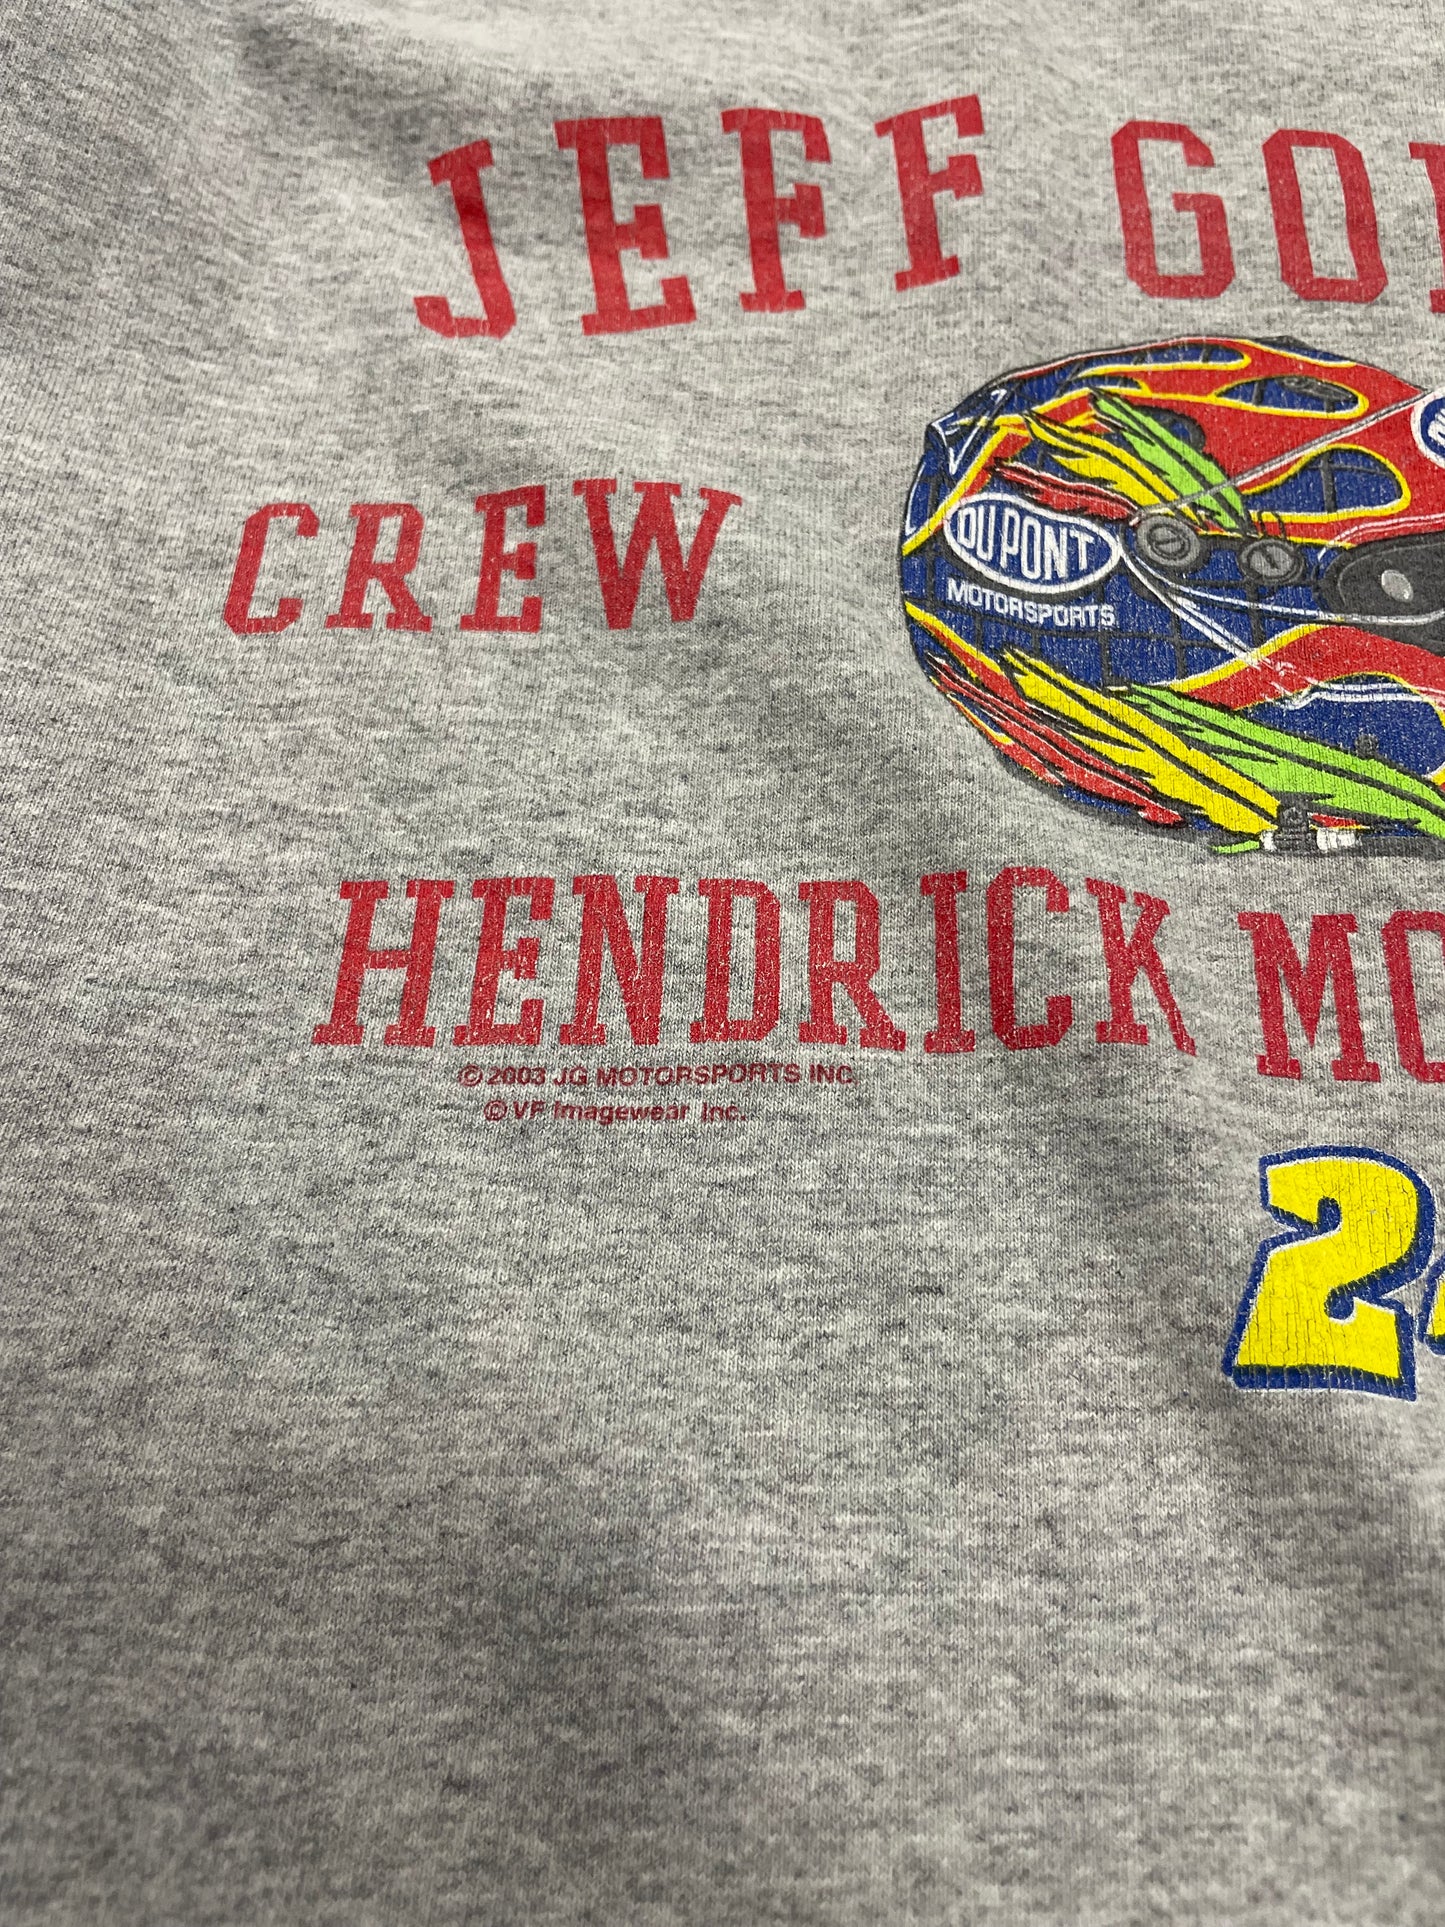 JEFF GO
CREW
DUPONT
MOTORSPORTS
HENDRICK MO
© 2003 JG MOTORSPORTS INC.
© VF Imagewear Inc.
2